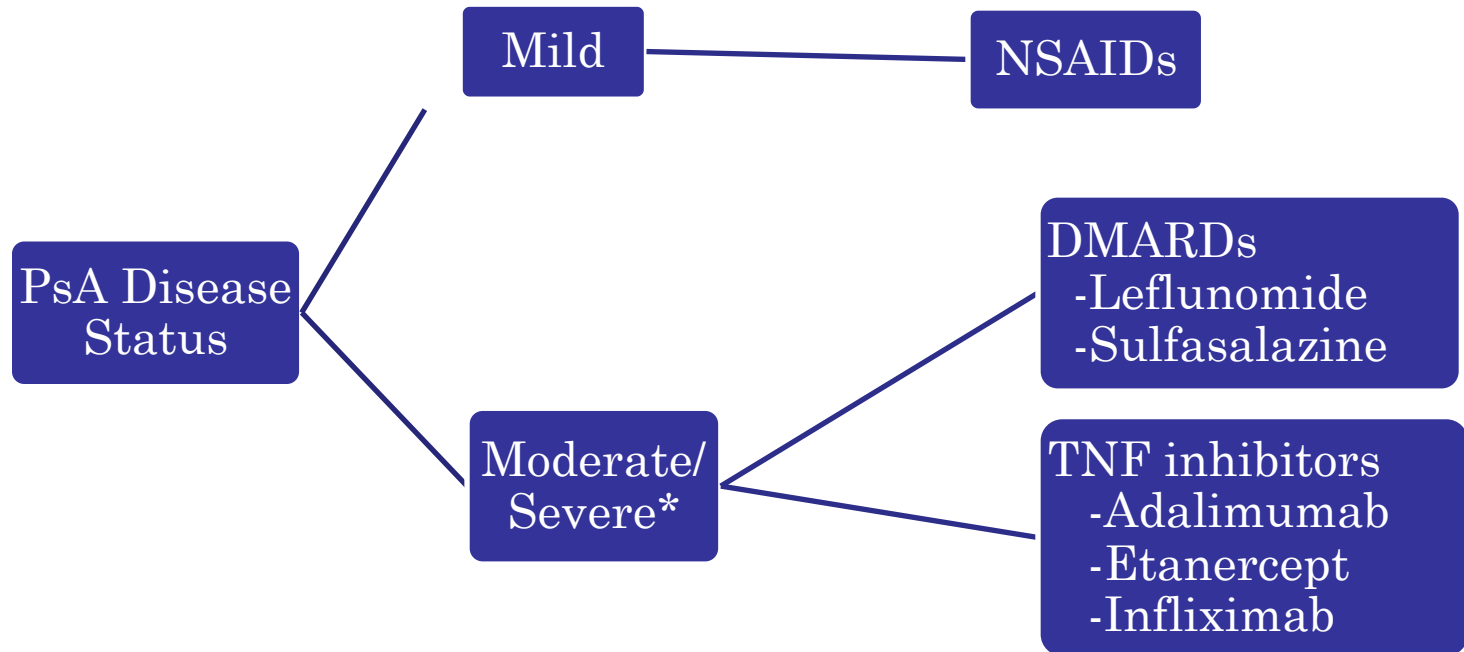 Mild
NSAIDs
PsA Disease
Status
Moderate/
Severe*
DMARDs
-Leflunomide
-Sulfasalazine
TNF inhibitors
-Adalimumab
-Etanercept
-Infliximab